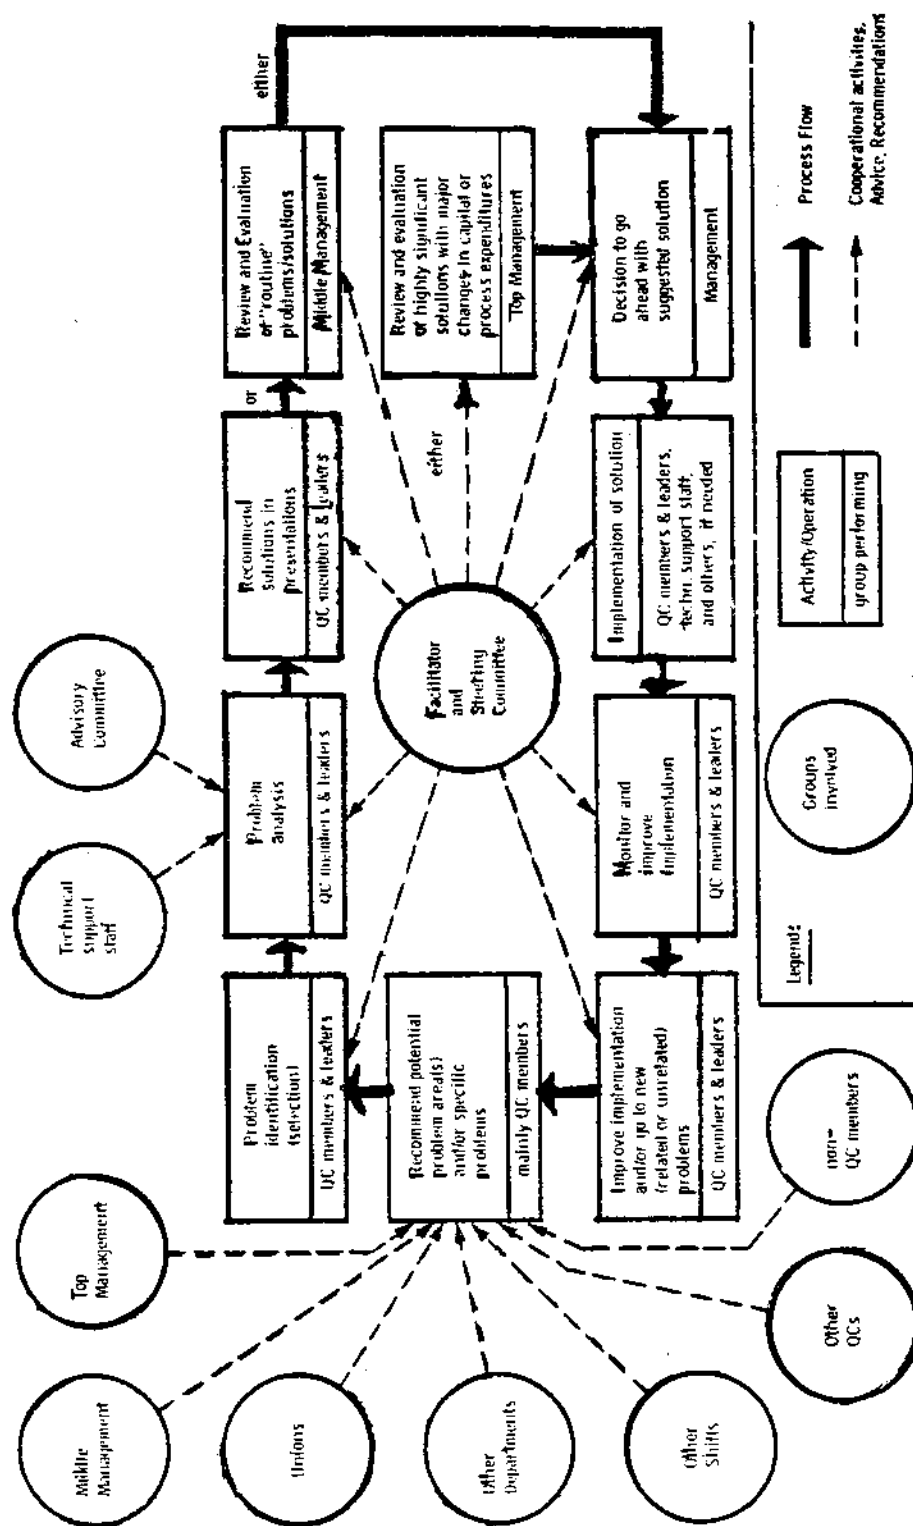 Middle
Management
Top
Management
Unions
Other
Departments
Other
Shifts
Other
QCs
non-
QC members
Technical
support
staff
Advisory
Committee
Problem
identification
(selection)
QC members & leaders
Problem
analysis
QC members & leaders
Recommend
solutions in
presentations
QC members & leaders
or
Review and Evaluation
of "routine"
problems/solutions
Middle Management
either
Recommend potential
problem area(s)
and/or specific
problems
mainly QC members
Facilitator
and
Steering
Committee
either
Review and evaluation
of highly significant
solutions with major
changes in capital or
process expenditures
Top Management
Improve implementation
and/or go to new
(related or unrelated)
problems
QC members & leaders
Monitor and
improve
implementation
QC members & leaders
Implementation of solution
QC members & leaders,
techn. support staff,
and others, if needed
Decision to go
ahead with
suggested solution
Management
Legend:
Groups
involved
Activity/Operation
group performing
Process Flow
Cooperational activities,
Advice, Recommendations